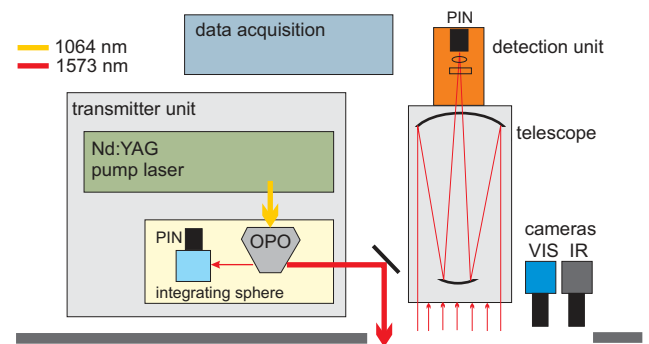 1064 nm
1573 nm
data acquisition
PIN
detection unit
transmitter unit
telescope
Nd:YAG
pump laser
PIN
OPO
integrating sphere
cameras
VIS IR